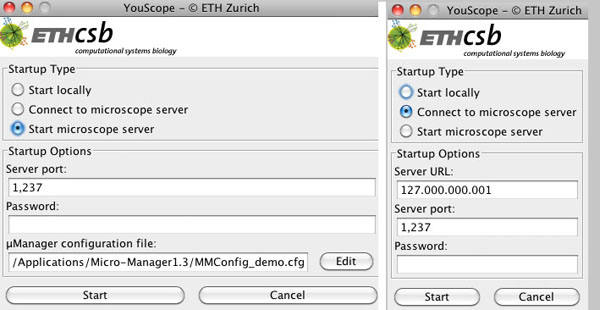 YouScope - © ETH Zurich
ETHcsb
computational systems biology
Startup Type
Start locally
Connect to microscope server
Start microscope server
Startup Options
Server port:
1,237
Password:
µManager configuration file:
/Applications/Micro-Manager1.3/MMConfig_demo.cfg Edit
Start Cancel
YouScope - © ETH Zurich
ETHcsb
computational systems biology
Startup Type
Start locally
Connect to microscope server
Start microscope server
Startup Options
Server URL:
127.000.000.001
Server port:
1,237
Password:
Start Cancel